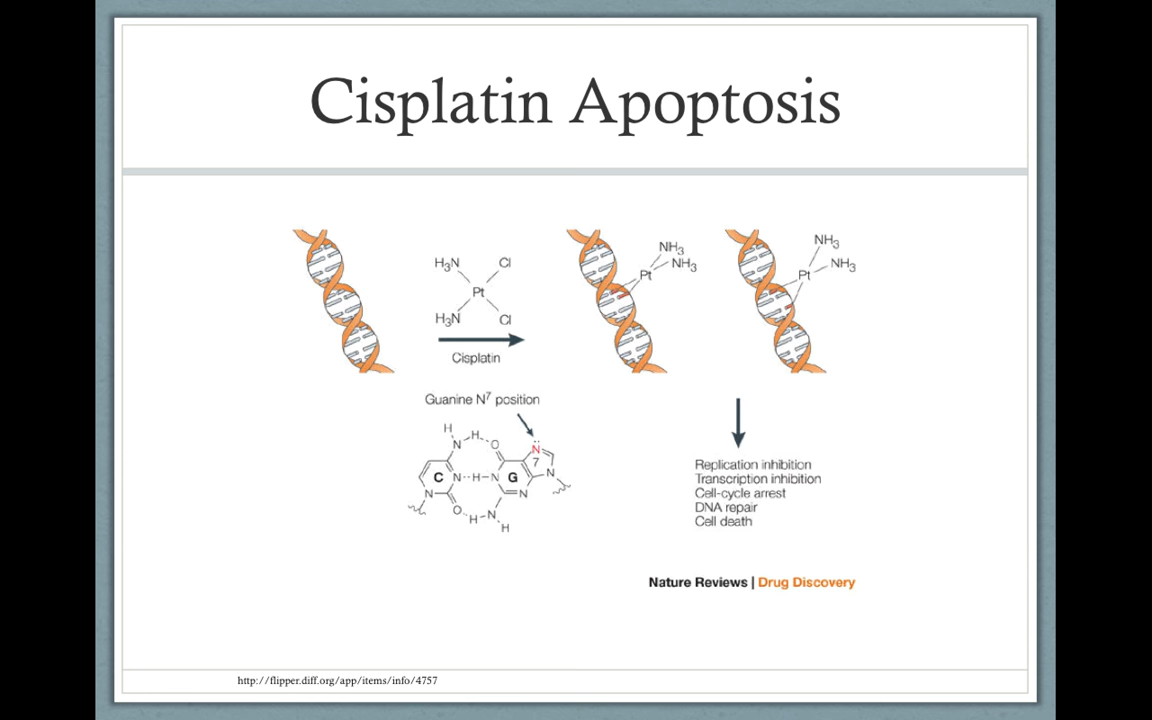 Cisplatin Apoptosis
H₃N Cl
Pt
H₃N Cl
Cisplatin
NH₃
NH₃
Pt
NH₃
NH₃
Pt
Guanine N⁷ position
H
H
N
O
N
7
C N H N G N
N
N
O
H N
H
Replication inhibition
Transcription inhibition
Cell-cycle arrest
DNA repair
Cell death
Nature Reviews | Drug Discovery
http://flipper.diff.org/app/items/info/4757